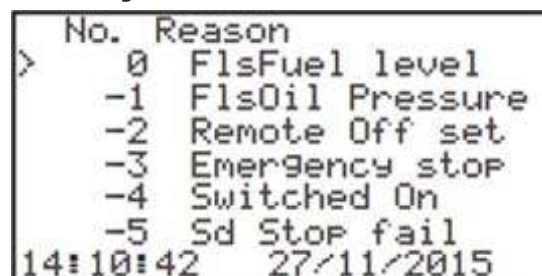 No. Reason
> 0 FlsFuel level
-1 FlsOil Pressure
-2 Remote Off set
-3 Emergency stop
-4 Switched On
-5 Sd Stop fail
14:10:42 27/11/2015